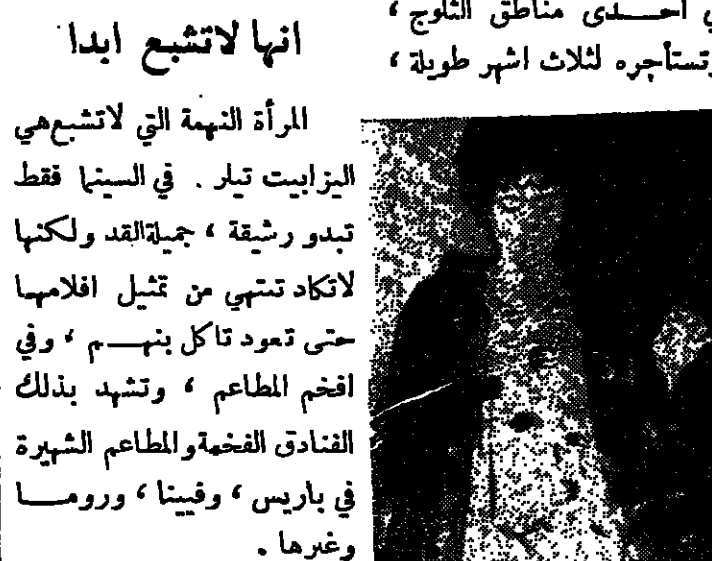 ي احدى مناطق الثلوج ،
وتستأجره لثلاث اشهر طويلة ،
انها لاتشبع ابدا
المرأة النهمة التي لاتشبع هي
اليزابيت تيلر . في السينما فقط
تبدو رشيقة ، جميلة القد ولكنها
لاتكاد تنتهي من تمثيل افلامها
حتى تعود تاكل بنهم ، وفي
افخم المطاعم ، وتشهد بذلك
الفنادق الفخمة والمطاعم الشهيرة
في باريس ، وفيينا ، وروما
وغيرها .